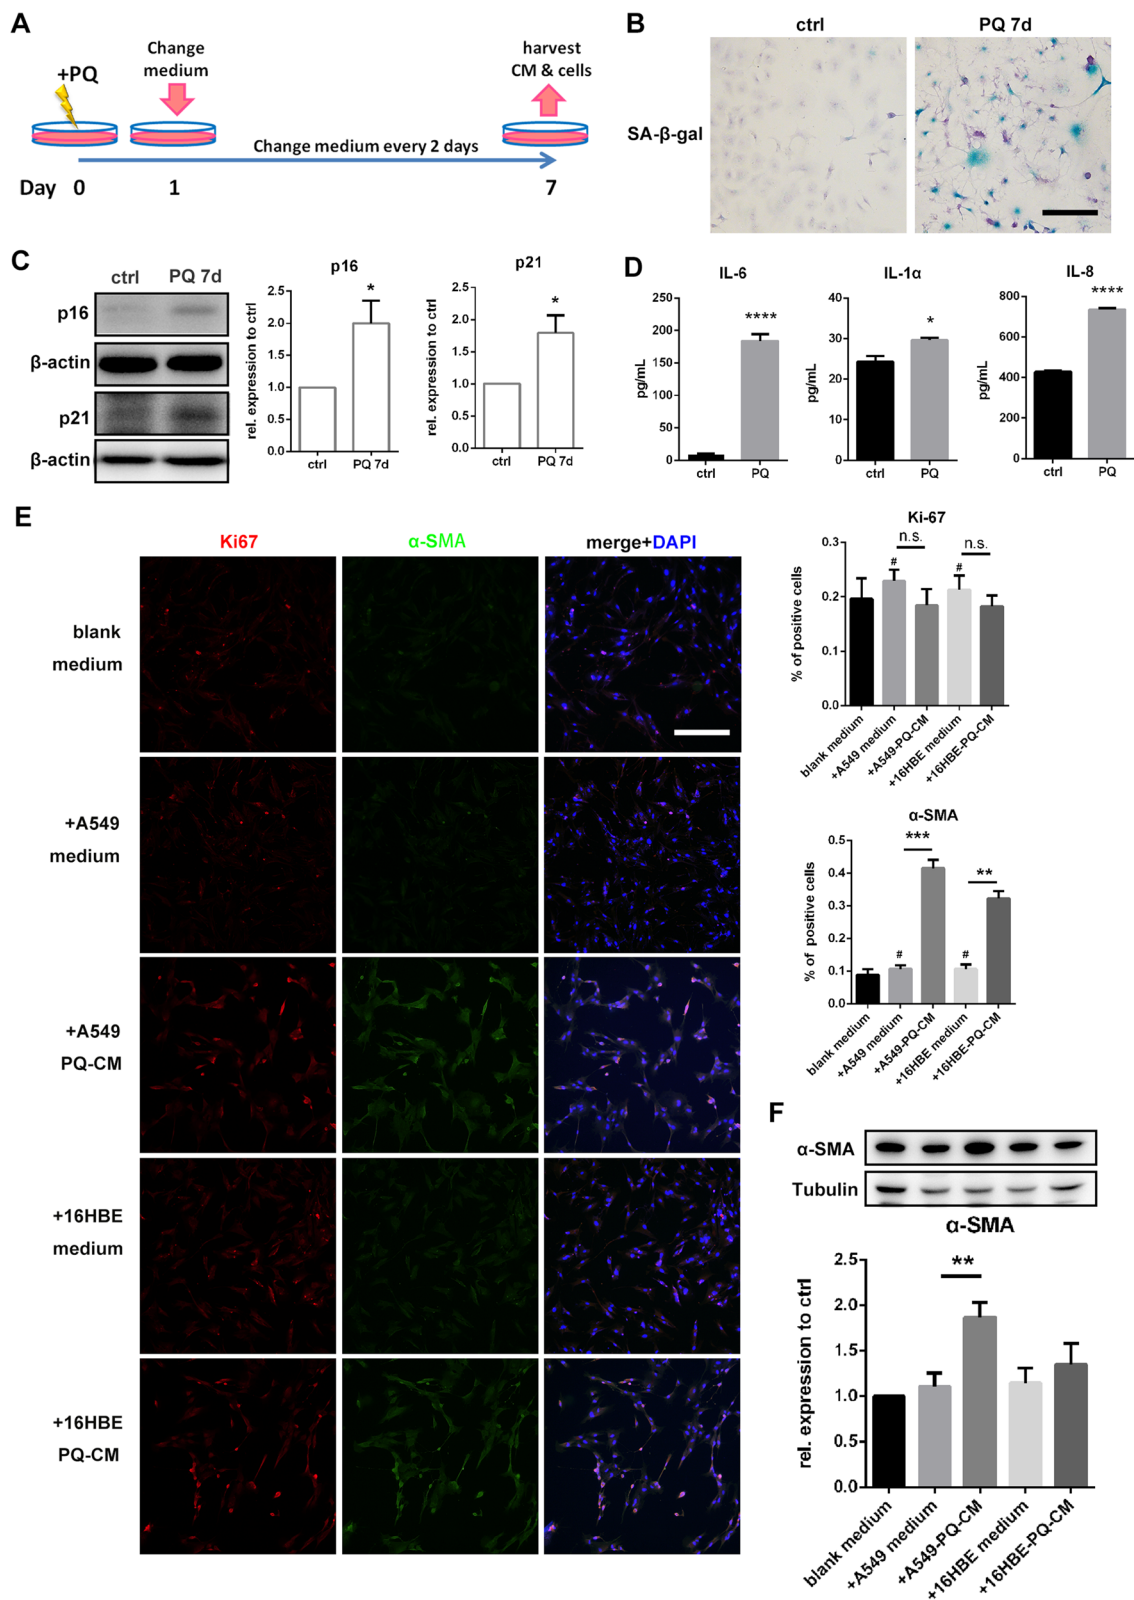 A
+PQ
Change
medium
harvest
CM & cells
Change medium every 2 days
Day 0 1 7
B
ctrl PQ 7d
SA-β-gal
C
ctrl PQ 7d
p16
β-actin
p21
β-actin
p16
rel. expression to ctrl
2.5
2.0
1.5
1.0
0.5
0.0
*
ctrl PQ 7d
p21
rel. expression to ctrl
2.5
2.0
1.5
1.0
0.5
0.0
*
ctrl PQ 7d
D
IL-6
pg/mL
250
200
150
100
50
0
****
ctrl PQ
IL-1α
pg/mL
40
30
20
10
0
*
ctrl PQ
IL-8
pg/mL
800
600
400
200
0
****
ctrl PQ
E
Ki67 α-SMA merge+DAPI
blank
medium
+A549
medium
+A549
PQ-CM
+16HBE
medium
+16HBE
PQ-CM
Ki-67
% of positive cells
0.3
0.2
0.1
0.0
# n.s. # n.s.
blank medium
+A549 medium
+A549-PQ-CM
+16HBE medium
+16HBE-PQ-CM
α-SMA
% of positive cells
0.5
0.4
0.3
0.2
0.1
0.0
# *** # **
blank medium
+A549 medium
+A549-PQ-CM
+16HBE medium
+16HBE-PQ-CM
F
α-SMA
Tubulin
α-SMA
rel. expression to ctrl
2.5
2.0
1.5
1.0
0.5
0.0
**
blank medium
+A549 medium
+A549-PQ-CM
+16HBE medium
+16HBE-PQ-CM